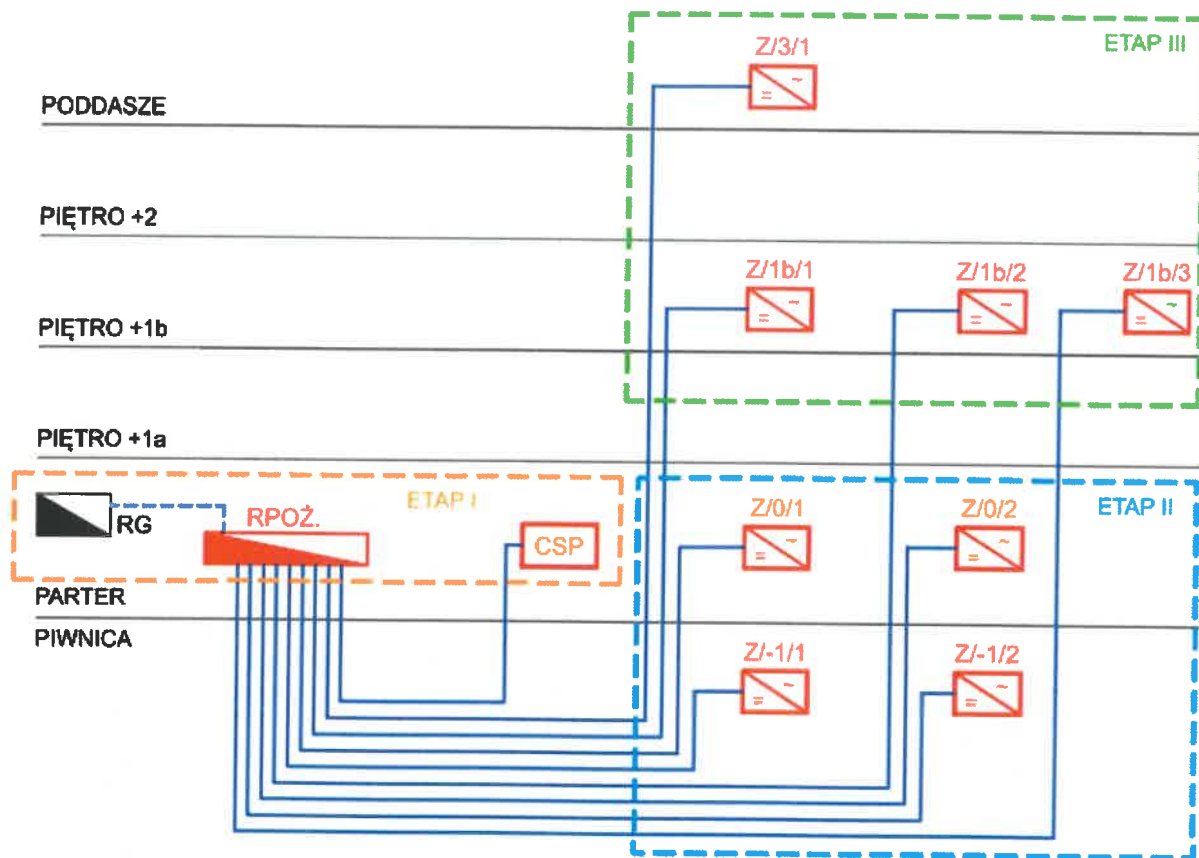 Z/3/1
ETAP III
PODDASZE
PIĘTRO +2
Z/1b/1
Z/1b/2
Z/1b/3
PIĘTRO +1b
PIĘTRO +1a
ETAP I
ETAP II
RG
RPOŻ.
CSP
Z/0/1
Z/0/2
PARTER
PIWNICA
Z/-1/1
Z/-1/2